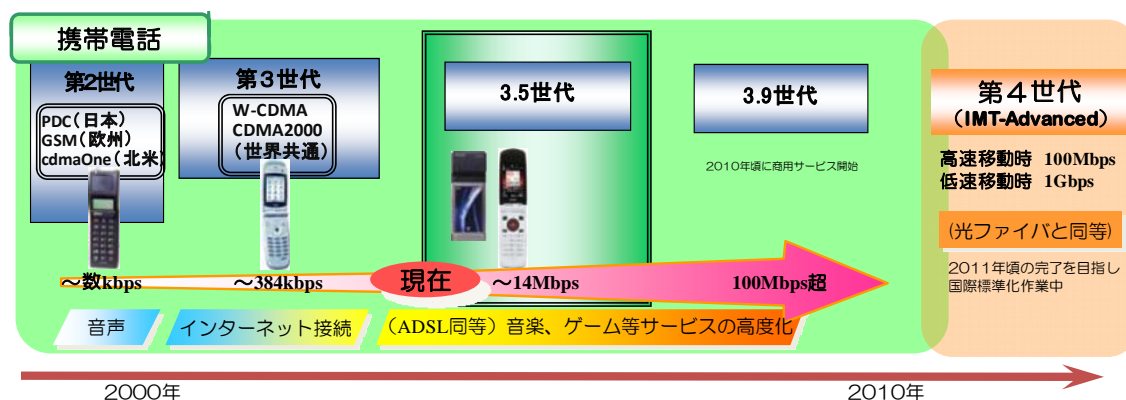 携帯電話
第2世代
PDC（日本）
GSM（欧州）
cdmaOne（北米）
第３世代
W-CDMA
CDMA2000
（世界共通）
3.5世代
3.9世代
2010年頃に商用サービス開始
第４世代
（IMT-Advanced）
高速移動時 100Mbps
低速移動時 1Gbps
(光ファイバと同等)
2011年頃の完了を目指し
国際標準化作業中
～数kbps
～384kbps
現在
～14Mbps
100Mbps超
音声
インターネット接続
（ADSL同等）音楽、ゲーム等サービスの高度化
2000年
2010年